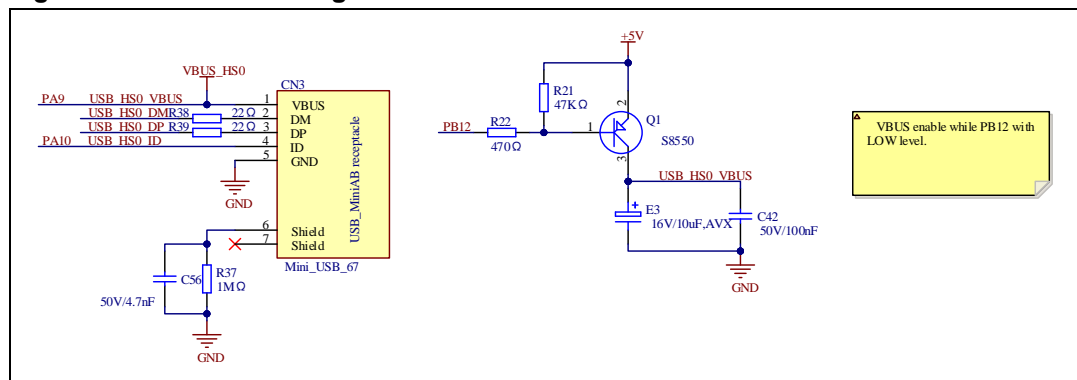 VBUS_HS0
CN3
PA9 USB_HS0_VBUS 1 VBUS
USB_HS0_DM R38 22Ω 2 DM
USB_HS0_DP R39 22Ω 3 DP
PA10 USB_HS0_ID 4 ID
5 GND
GND
USB_MiniAB receptacle
6 Shield
7 Shield
Mini_USB_67
C56
50V/4.7nF
R37
1MΩ
GND
+5V
R21
47KΩ
2
PB12 R22 1 Q1
470Ω S8550
3
USB_HS0_VBUS
E3
16V/10uF,AVX
C42
50V/100nF
GND
VBUS enable while PB12 with
LOW level.